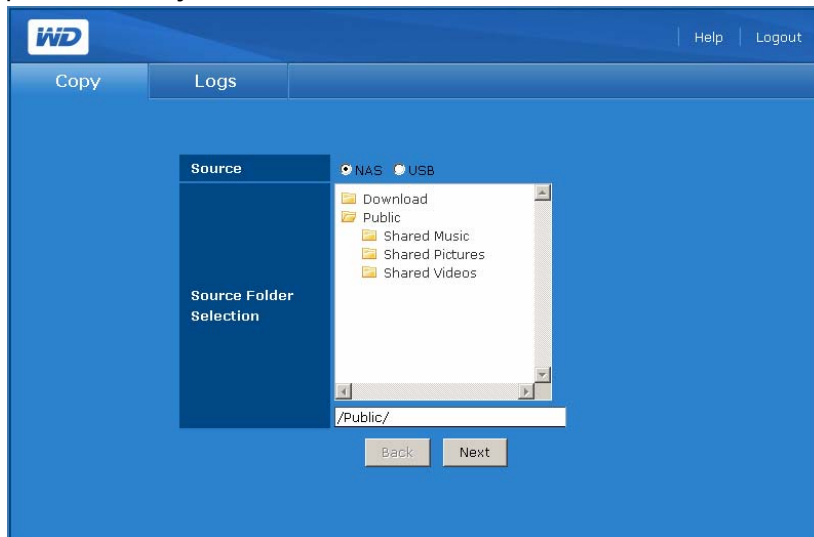 WD
Help
Logout
Copy
Logs
Source
NAS
USB
Download
Public
Shared Music
Shared Pictures
Shared Videos
Source Folder
Selection
/Public/
Back
Next